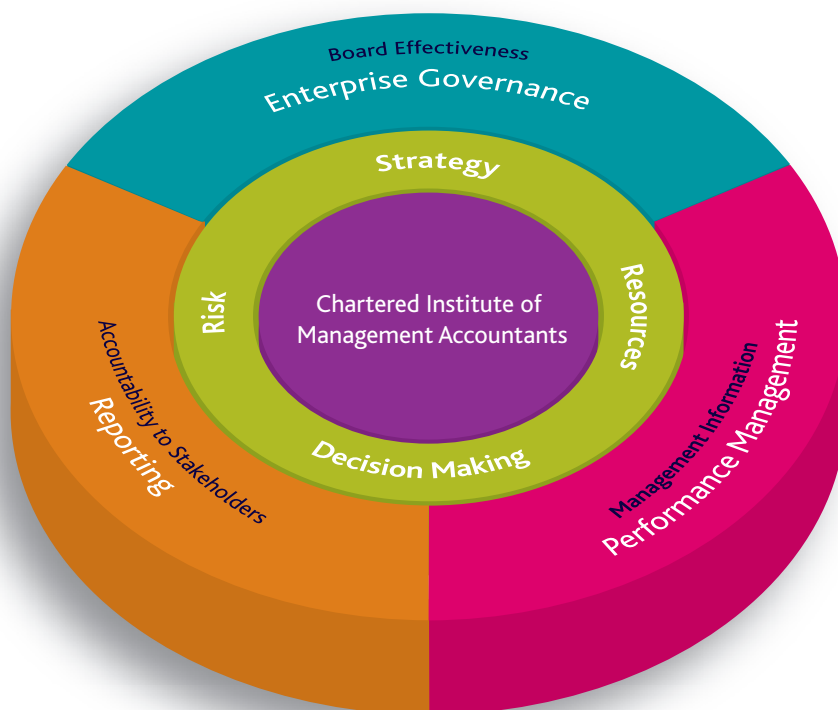 Board Effectiveness
Enterprise Governance
Strategy
Risk
Chartered Institute of
Management Accountants
Resources
Decision Making
Accountability to Stakeholders
Reporting
Management Information
Performance Management